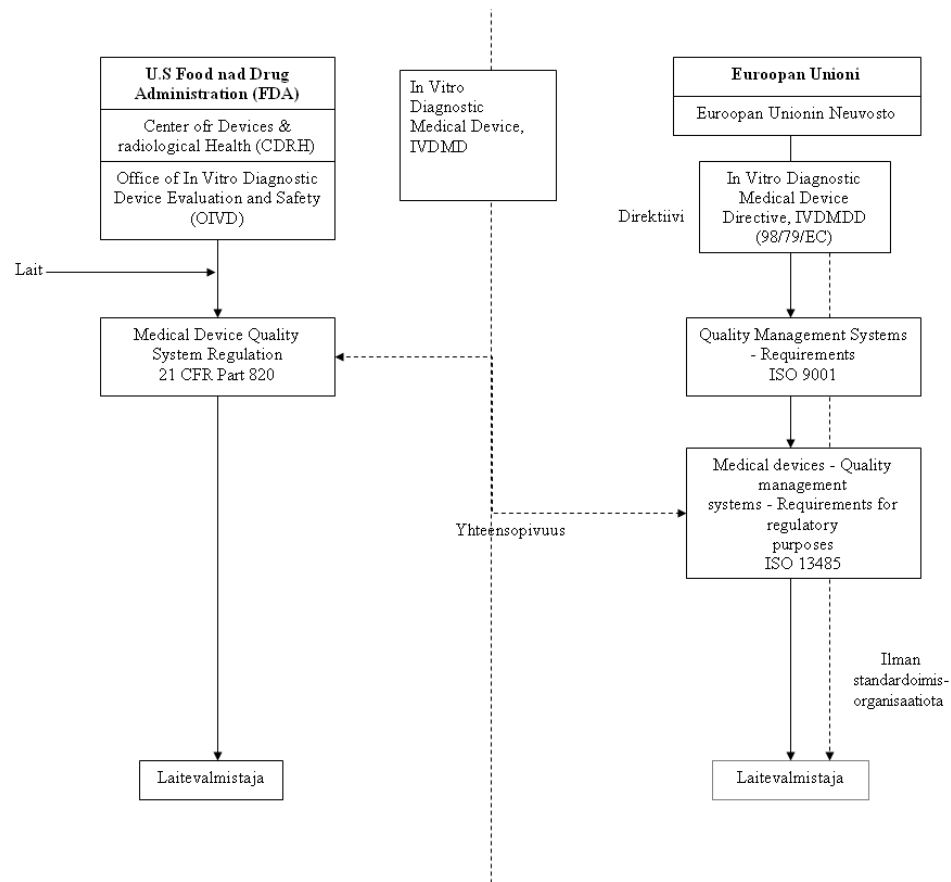 U.S Food nad Drug
Administration (FDA)
Center ofr Devices &
radiological Health (CDRH)
Office of In Vitro Diagnostic
Device Evaluation and Safety
(OIVD)
Lait
Medical Device Quality
System Regulation
21 CFR Part 820
Laitevalmistaja
In Vitro
Diagnostic
Medical Device,
IVDMD
Yhteensopivuus
Euroopan Unioni
Euroopan Unionin Neuvosto
Direktiivi
In Vitro Diagnostic
Medical Device
Directive, IVDMDD
(98/79/EC)
Quality Management Systems
- Requirements
ISO 9001
Medical devices - Quality
management
systems - Requirements for
regulatory
purposes
ISO 13485
Ilman
standardoimis-
organisaatiota
Laitevalmistaja